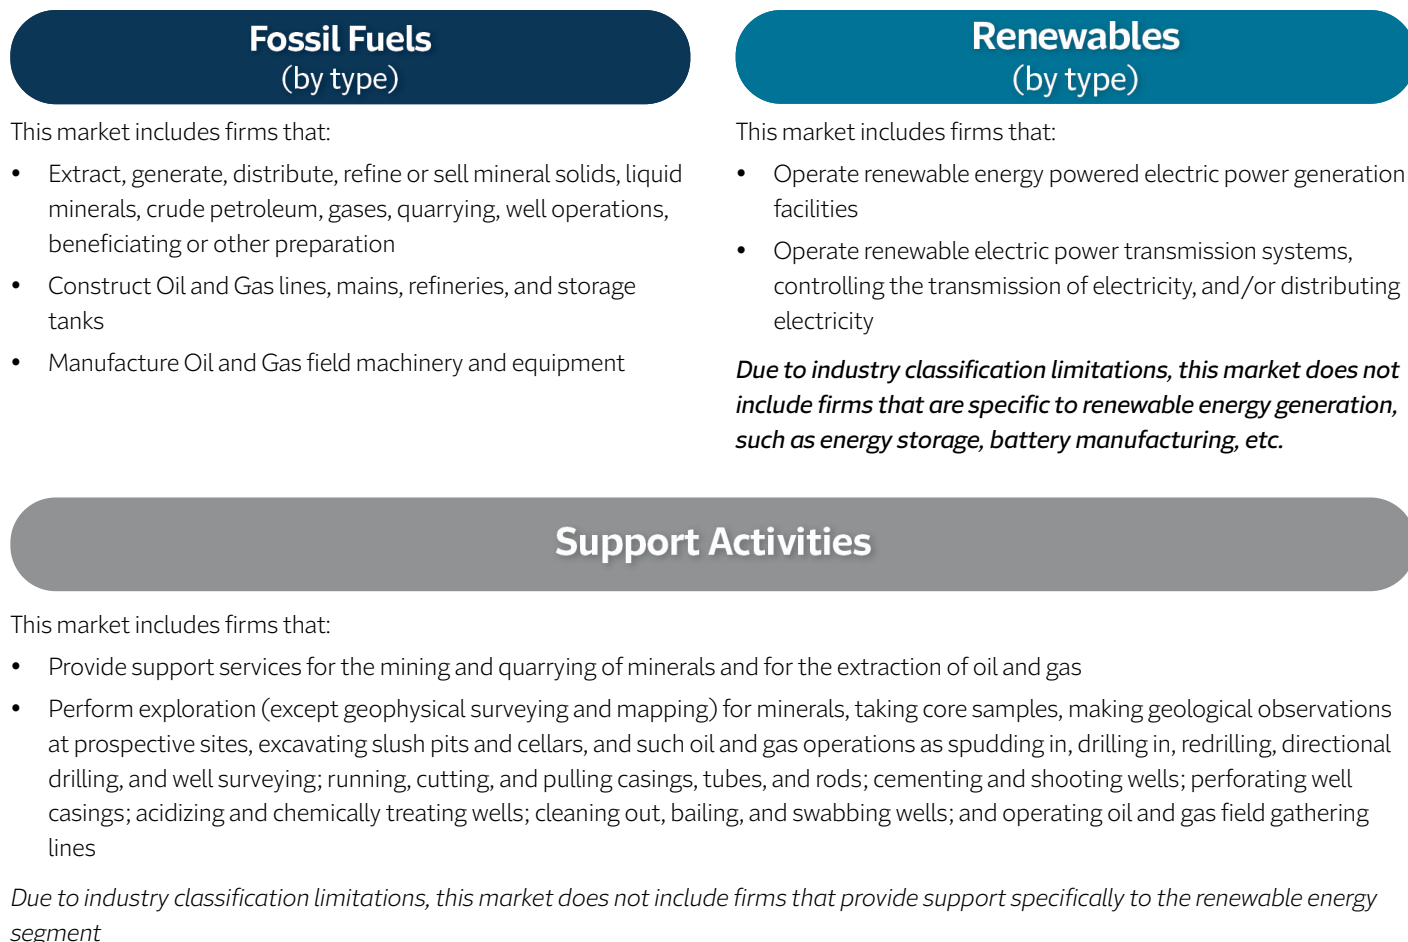 Fossil Fuels
(by type)
This market includes firms that:
• Extract, generate, distribute, refine or sell mineral solids, liquid
minerals, crude petroleum, gases, quarrying, well operations,
beneficiating or other preparation
• Construct Oil and Gas lines, mains, refineries, and storage
tanks
• Manufacture Oil and Gas field machinery and equipment
Renewables
(by type)
This market includes firms that:
• Operate renewable energy powered electric power generation
facilities
• Operate renewable electric power transmission systems,
controlling the transmission of electricity, and/or distributing
electricity
Due to industry classification limitations, this market does not
include firms that are specific to renewable energy generation,
such as energy storage, battery manufacturing, etc.
Support Activities
This market includes firms that:
• Provide support services for the mining and quarrying of minerals and for the extraction of oil and gas
• Perform exploration (except geophysical surveying and mapping) for minerals, taking core samples, making geological observations
at prospective sites, excavating slush pits and cellars, and such oil and gas operations as spudding in, drilling in, redrilling, directional
drilling, and well surveying; running, cutting, and pulling casings, tubes, and rods; cementing and shooting wells; perforating well
casings; acidizing and chemically treating wells; cleaning out, bailing, and swabbing wells; and operating oil and gas field gathering
lines
Due to industry classification limitations, this market does not include firms that provide support specifically to the renewable energy
segment